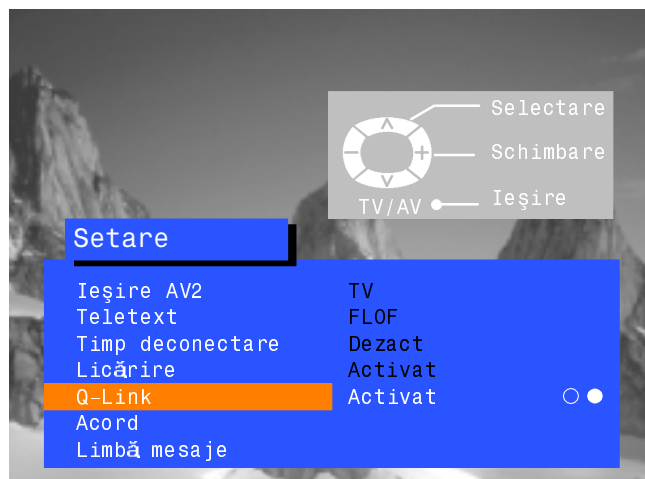 Selectare
Schimbare
TV/AV Ieşire
Setare
Ieşire AV2 TV
Teletext FLOF
Timp deconectare Dezact
Licărire Activat
Q-Link Activat
Acord
Limbă mesaje